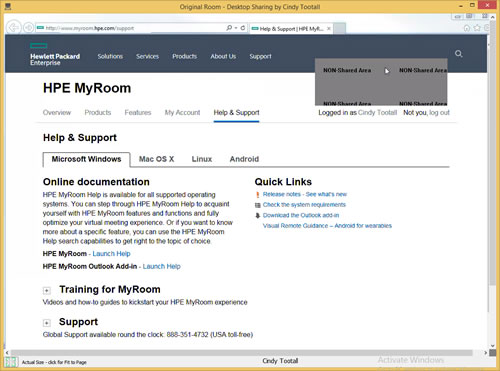 Original Room - Desktop Sharing by Cindy Tootall
http://www.myroom.hpe.com/support
Help & Support | HPE MyR...
Hewlett Packard
Enterprise
Solutions Services Products About Us Support
NON-Shared Area NON-Shared Area
NON-Shared Area NON-Shared Area
HPE MyRoom
Overview Products Features My Account Help & Support
Logged in as Cindy Tootall Not you, log out
Help & Support
Microsoft Windows Mac OS X Linux Android
Online documentation
HPE MyRoom Help is available for all supported operating
systems. You can step through HPE MyRoom Help to acquaint
yourself with HPE MyRoom features and functions and fully
optimize your virtual meeting experience. Or if you want to know
more about a specific feature, you can use the HPE MyRoom
Help search capabilities to get right to the topic of choice.
HPE MyRoom - Launch Help
HPE MyRoom Outlook Add-in - Launch Help
Quick Links
Release notes - See what's new
Check the system requirements
Download the Outlook add-in
Visual Remote Guidance – Android for wearables
Training for MyRoom
Videos and how-to guides to kickstart your HPE MyRoom experience
Support
Global Support available round the clock: 888-351-4732 (USA toll-free)
Activate Windows
Actual Size - click for Fit to Page
Cindy Tootall